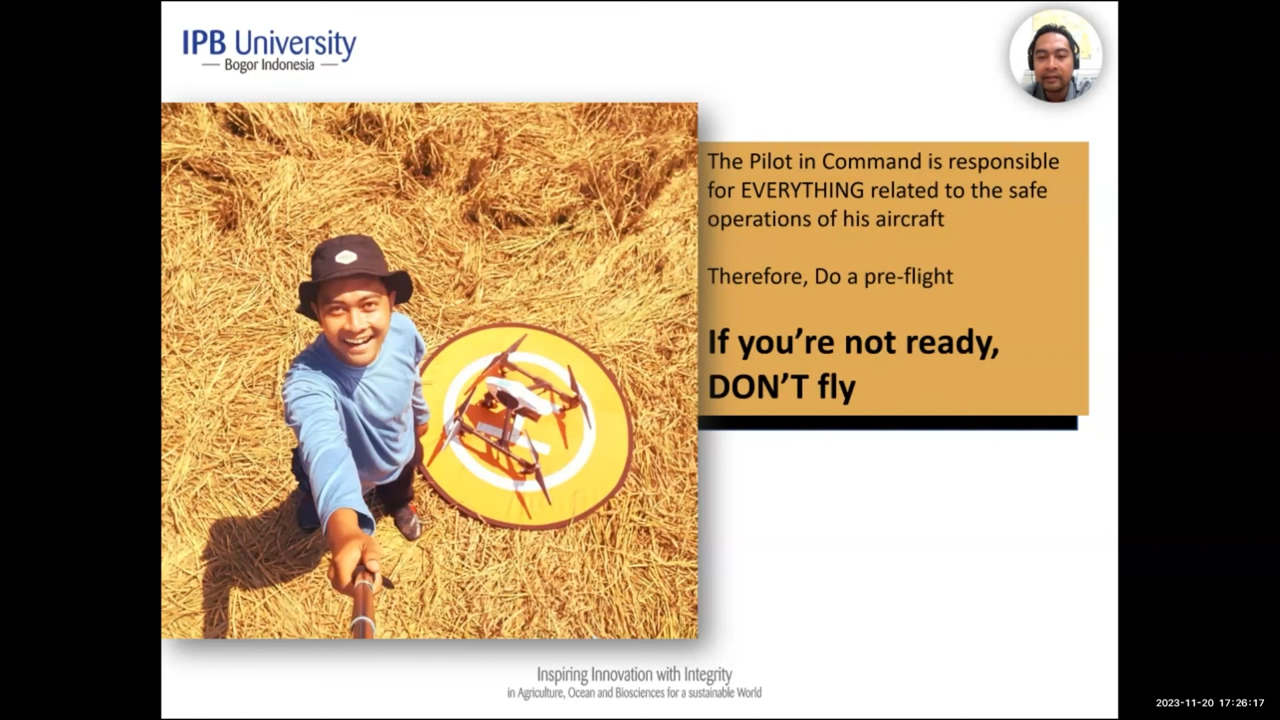 IPB University
Bogor Indonesia
The Pilot in Command is responsible
for EVERYTHING related to the safe
operations of his aircraft
Therefore, Do a pre-flight
If you’re not ready,
DON’T fly
Inspiring Innovation with Integrity
in Agriculture, Ocean and Biosciences for a sustainable World
2023-11-20 17:26:17